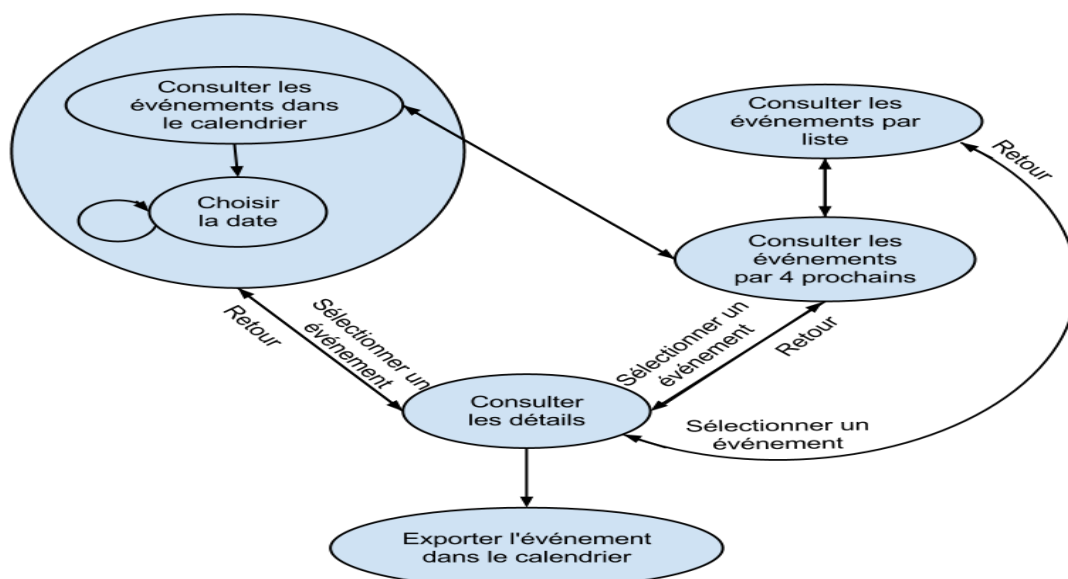 Consulter les
événements dans
le calendrier
Choisir
la date
Consulter les
événements par
liste
Retour
Consulter les
événements
par 4 prochains
Retour
Sélectionner un
événement
Sélectionner un
événement
Retour
Consulter
les détails
Sélectionner un
événement
Exporter l'événement
dans le calendrier